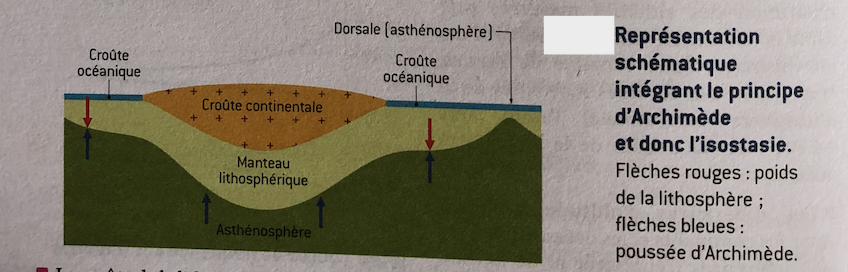 Dorsale (asthénosphère)
Croûte
océanique
Croûte
océanique
Croûte continentale
Manteau
lithosphérique
Asthénosphère
Représentation
schématique
intégrant le principe
d'Archimède
et donc l'isostasie.
Flèches rouges : poids
de la lithosphère ;
flèches bleues :
poussée d'Archimède.